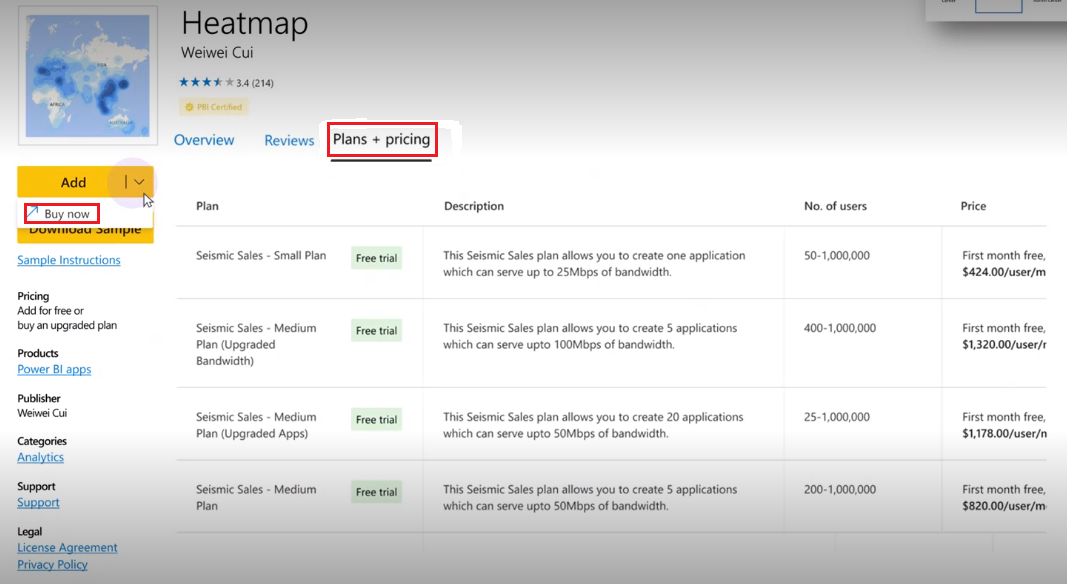 Heatmap
Weiwei Cui
3.4 (214)
PBI Certified
Overview
Reviews
Plans + pricing
Add
Buy now
Download Sample
Sample Instructions
Pricing
Add for free or
buy an upgraded plan
Products
Power BI apps
Publisher
Weiwei Cui
Categories
Analytics
Support
Support
Legal
License Agreement
Privacy Policy
Plan Description No. of users Price
Seismic Sales - Small Plan
Free trial
This Seismic Sales plan allows you to create one application
which can serve up to 25Mbps of bandwidth.
50-1,000,000
First month free,
$424.00/user/m
Seismic Sales - Medium
Plan (Upgraded
Bandwidth)
Free trial
This Seismic Sales plan allows you to create 5 applications
which can serve upto 100Mbps of bandwidth.
400-1,000,000
First month free,
$1,320.00/user/r
Seismic Sales - Medium
Plan (Upgraded Apps)
Free trial
This Seismic Sales plan allows you to create 20 applications
which can serve upto 50Mbps of bandwidth.
25-1,000,000
First month free,
$1,178.00/user/n
Seismic Sales - Medium
Plan
Free trial
This Seismic Sales plan allows you to create 5 applications
which can serve upto 50Mbps of bandwidth.
200-1,000,000
First month free,
$820.00/user/m